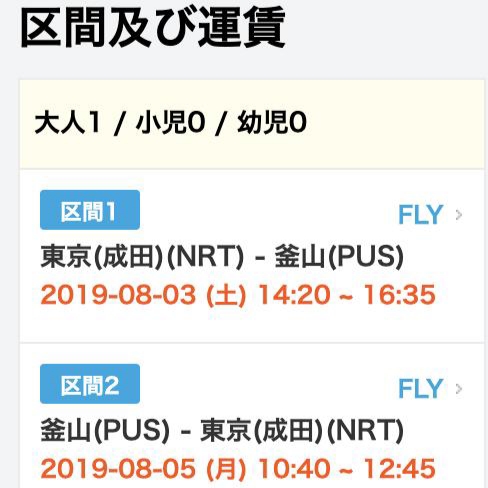 区間及び運賃
大人1 / 小児0 / 幼児0
区間1
FLY
東京(成田)(NRT) - 釜山(PUS)
2019-08-03 (土) 14:20 ~ 16:35
区間2
FLY
釜山(PUS) - 東京(成田)(NRT)
2019-08-05 (月) 10:40 ~ 12:45